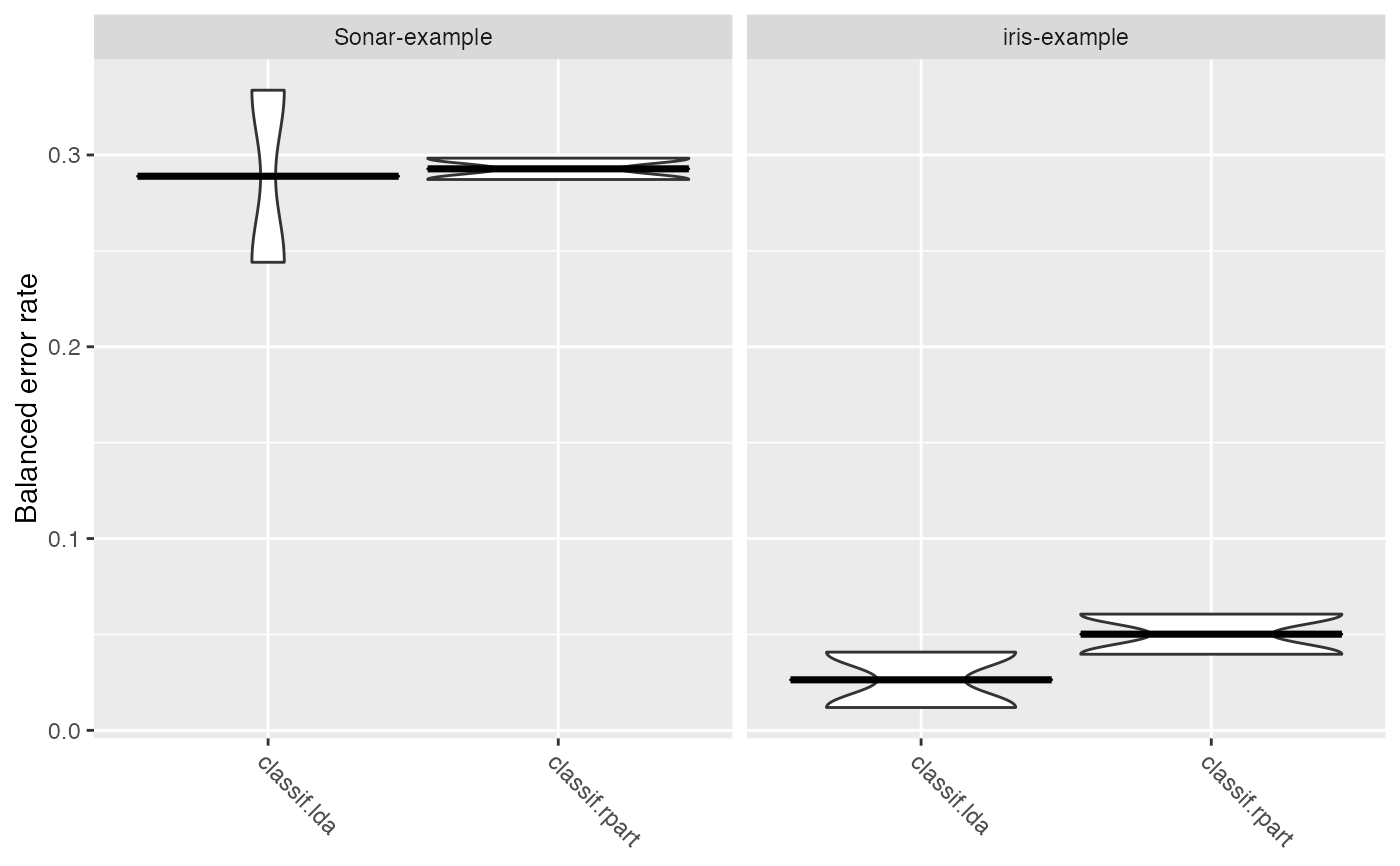 Sonar-example
iris-example
Balanced error rate
0.3
0.2
0.1
0.0
classif.lda
classif.rpart
classif.lda
classif.rpart